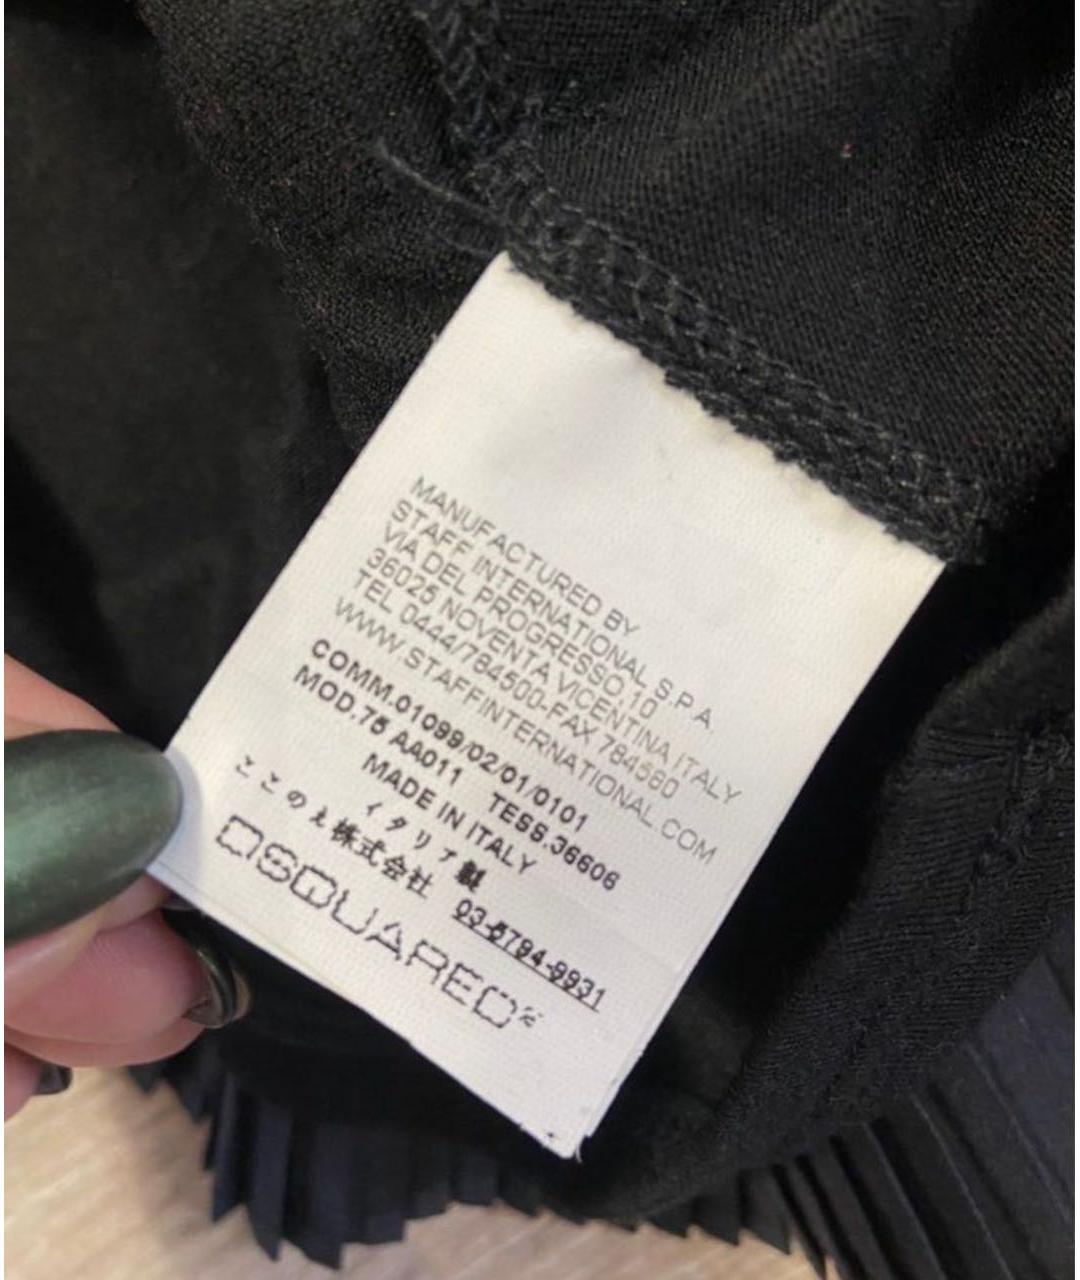 MANUFACTURED BY
STAFF INTERNATIONAL S.P.A
VIA DEL PROGRESSO,10
36025 NOVENTA VICENTINA ITALY
TEL 0444/784500-FAX 784580
WWW.STAFFINTERNATIONAL.COM
COMM.01099/02/01/0101
MOD.75 AA011 TESS.36606
MADE IN ITALY
イタリア製
ここのえ株式会社 03-5794-9931
DSQUARED2